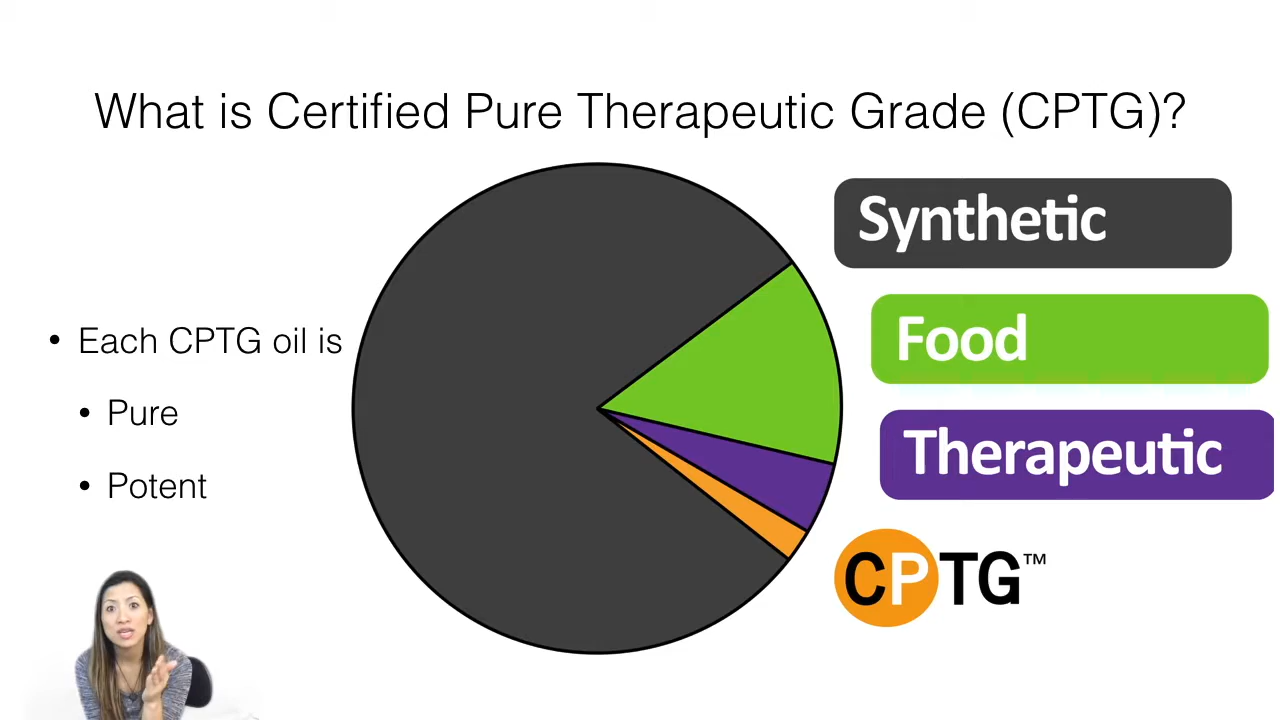 What is Certified Pure Therapeutic Grade (CPTG)?
• Each CPTG oil is
• Pure
• Potent
Synthetic
Food
Therapeutic
CPTG™